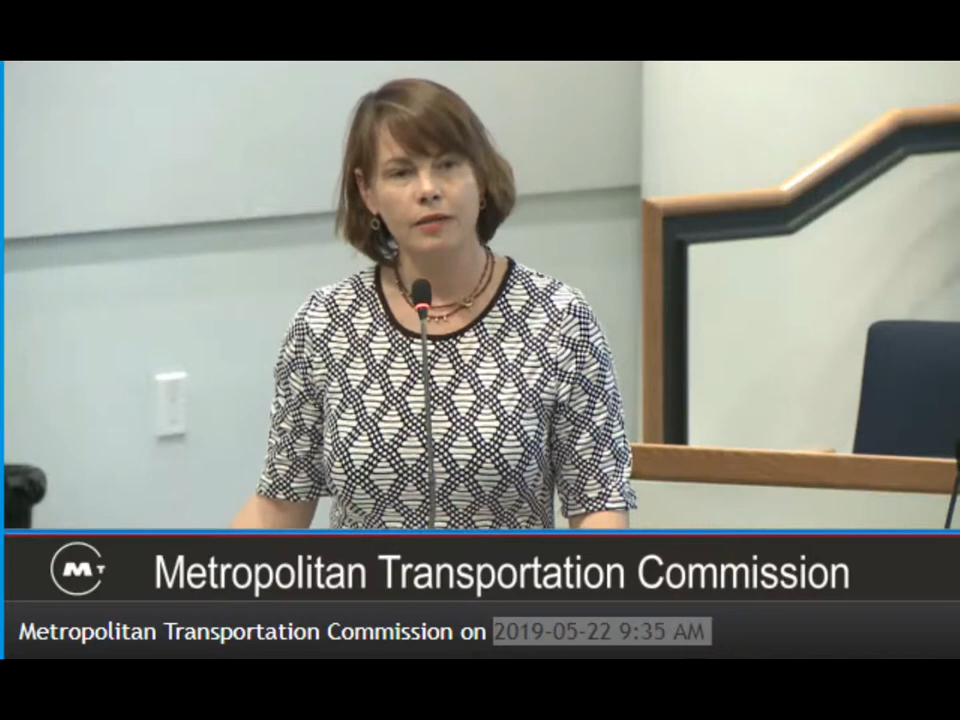 MT
Metropolitan Transportation Commission
Metropolitan Transportation Commission on 2019-05-22 9:35 AM